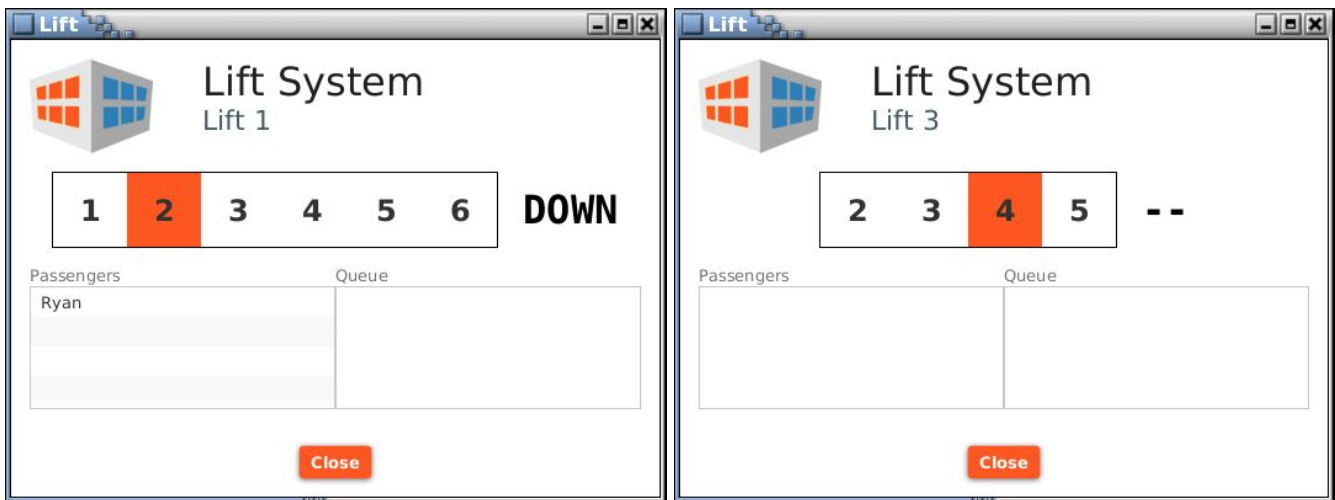 Lift
Lift System
Lift 1
1 2 3 4 5 6 DOWN
Passengers Queue
Ryan
Close
Lift
Lift System
Lift 3
2 3 4 5 --
Passengers Queue
Close